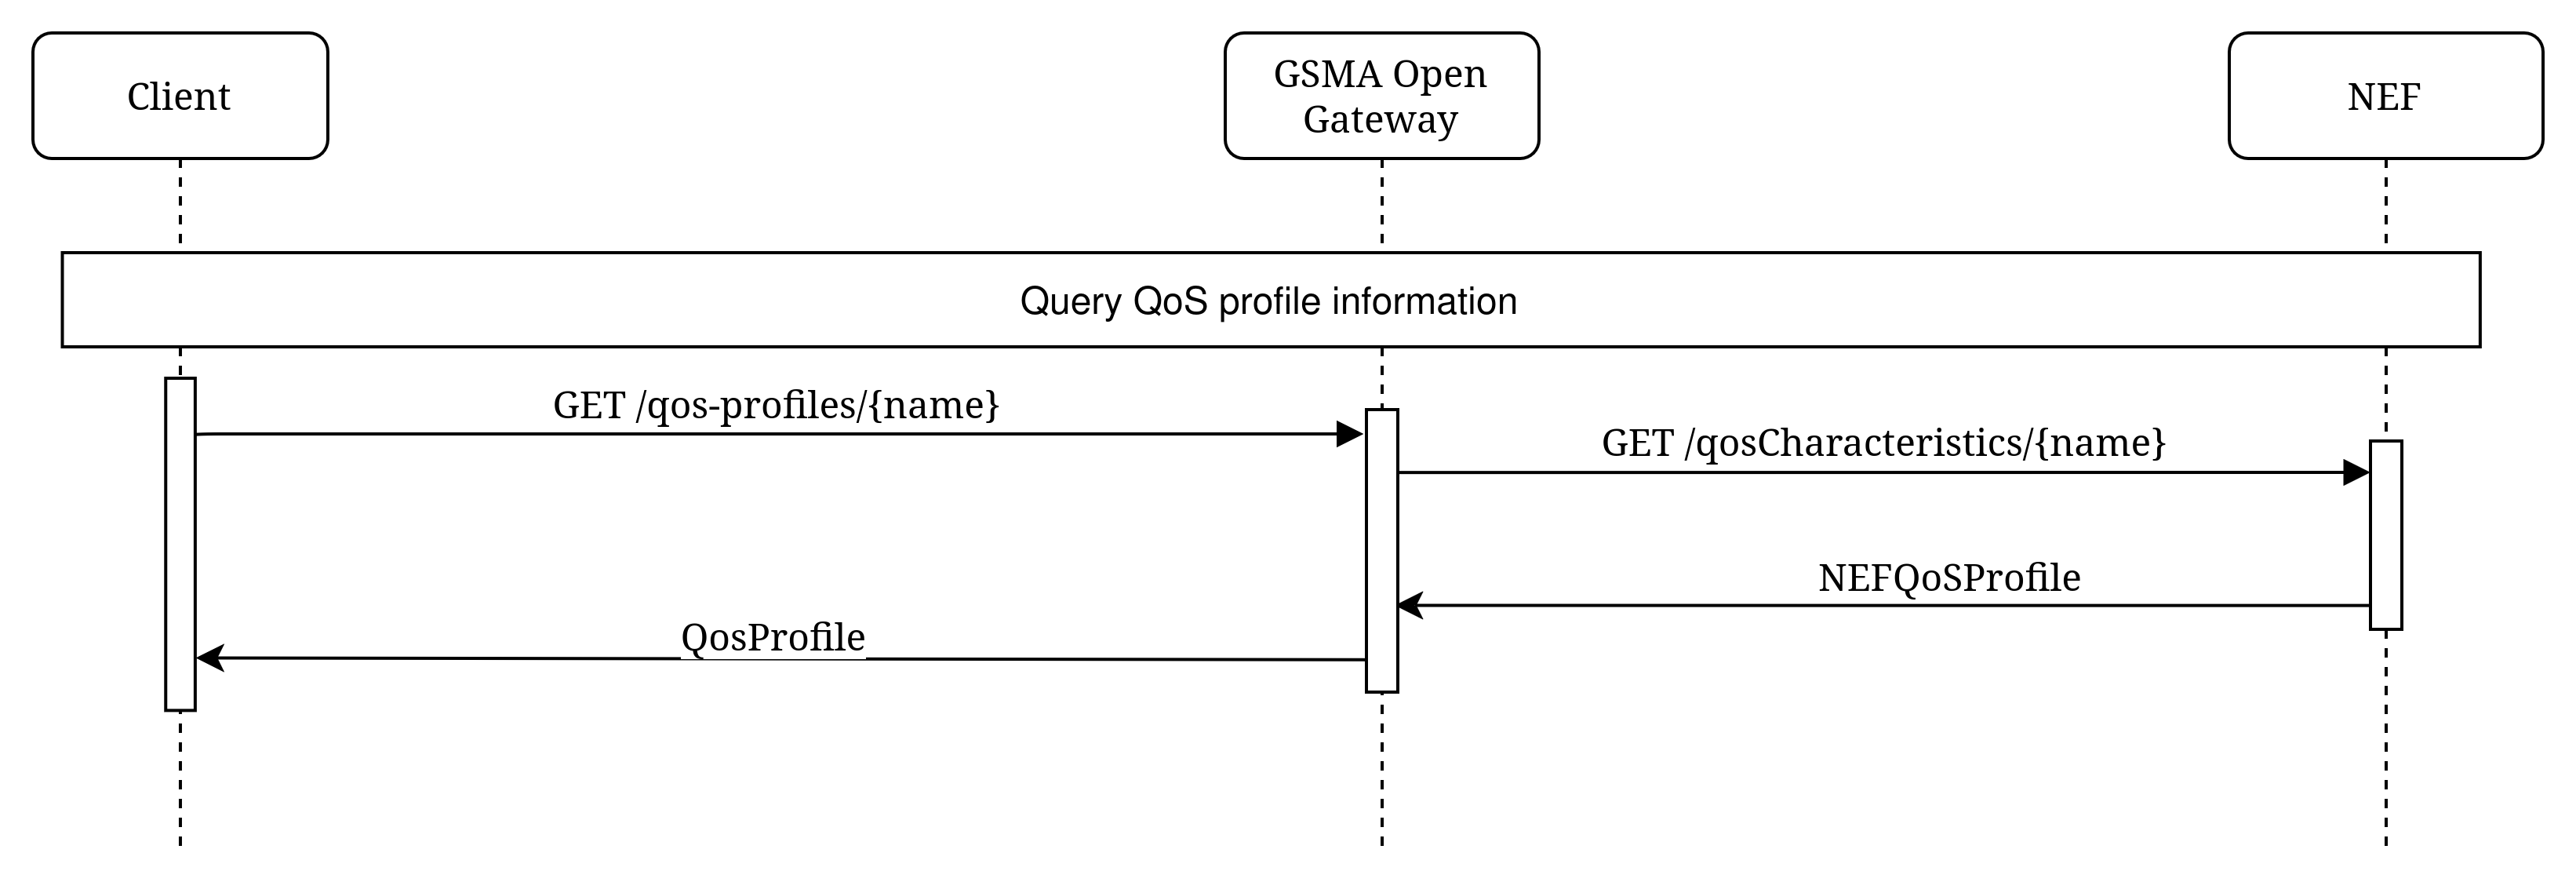 Client
GSMA Open
Gateway
NEF
Query QoS profile information
GET /qos-profiles/{name}
GET /qosCharacteristics/{name}
NEFQoSProfile
QosProfile